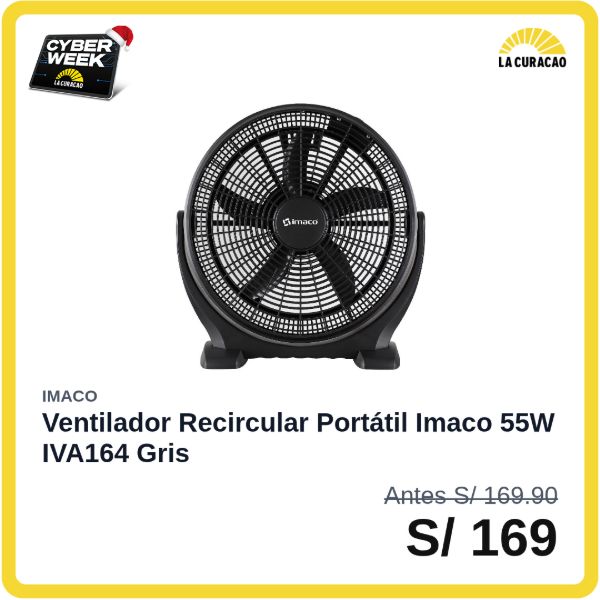 CYBER
WEEK
LA CURACAO
LA CURACAO
imaco
IMACO
Ventilador Recircular Portátil Imaco 55W
IVA164 Gris
Antes S/ 169.90
S/ 169